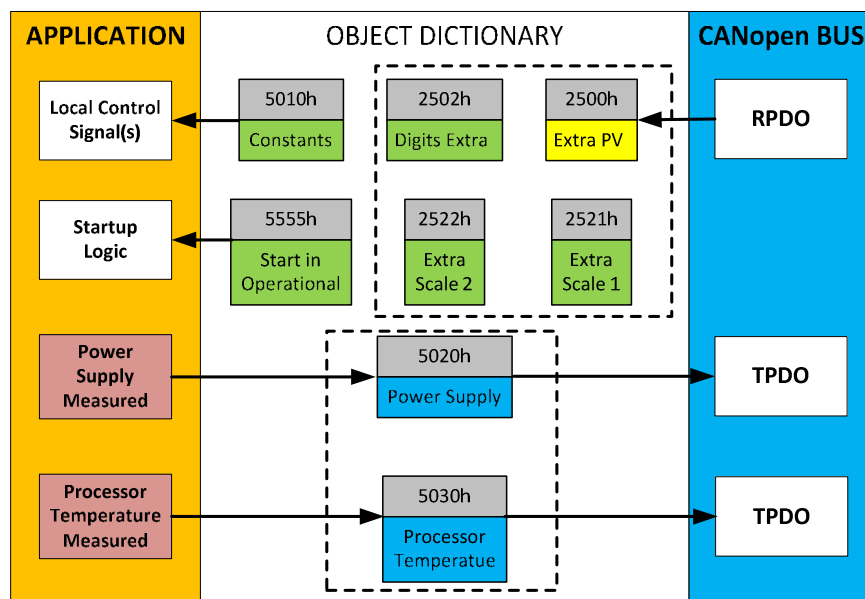 APPLICATION
OBJECT DICTIONARY
CANopen BUS
Local Control
Signal(s)
5010h
Constants
2502h
Digits Extra
2500h
Extra PV
RPDO
Startup
Logic
5555h
Start in
Operational
2522h
Extra
Scale 2
2521h
Extra
Scale 1
Power
Supply
Measured
5020h
Power Supply
TPDO
Processor
Temperature
Measured
5030h
Processor
Temperatue
TPDO